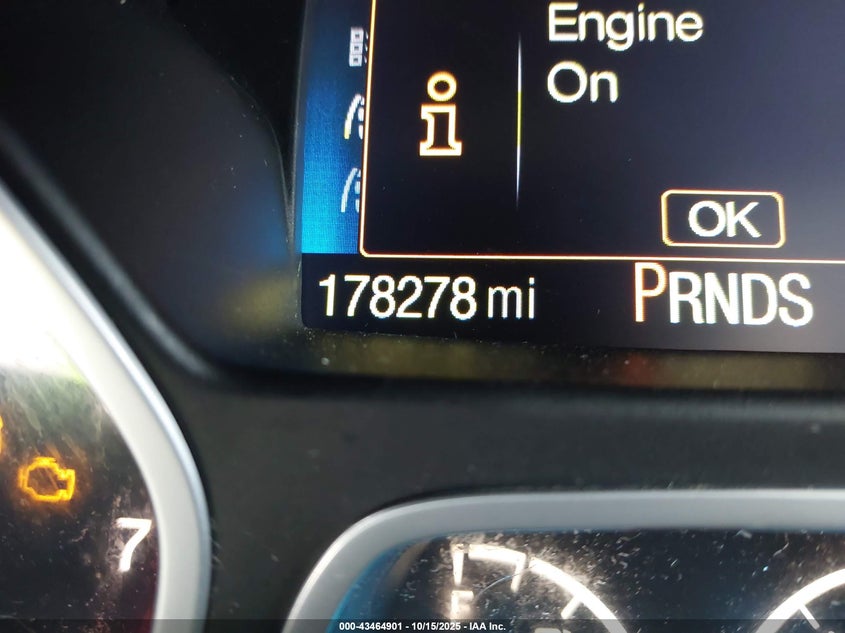 Engine
On
OK
178278 mi PRNDS
7
F
000-43464901 - 10/15/2025 - IAA Inc.